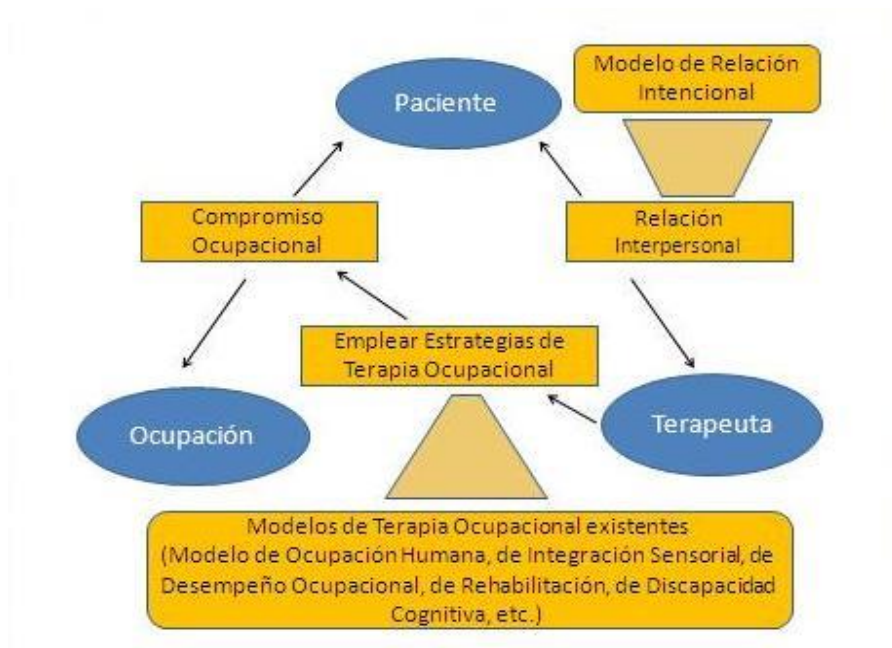 Modelo de Relación
Intencional
Paciente
Compromiso
Ocupacional
Relación
Interpersonal
Emplear Estrategias de
Terapia Ocupacional
Ocupación
Terapeuta
Modelos de Terapia Ocupacional existentes
(Modelo de Ocupación Humana, de Integración Sensorial, de
Desempeño Ocupacional, de Rehabilitación, de Discapacidad
Cognitiva, etc.)